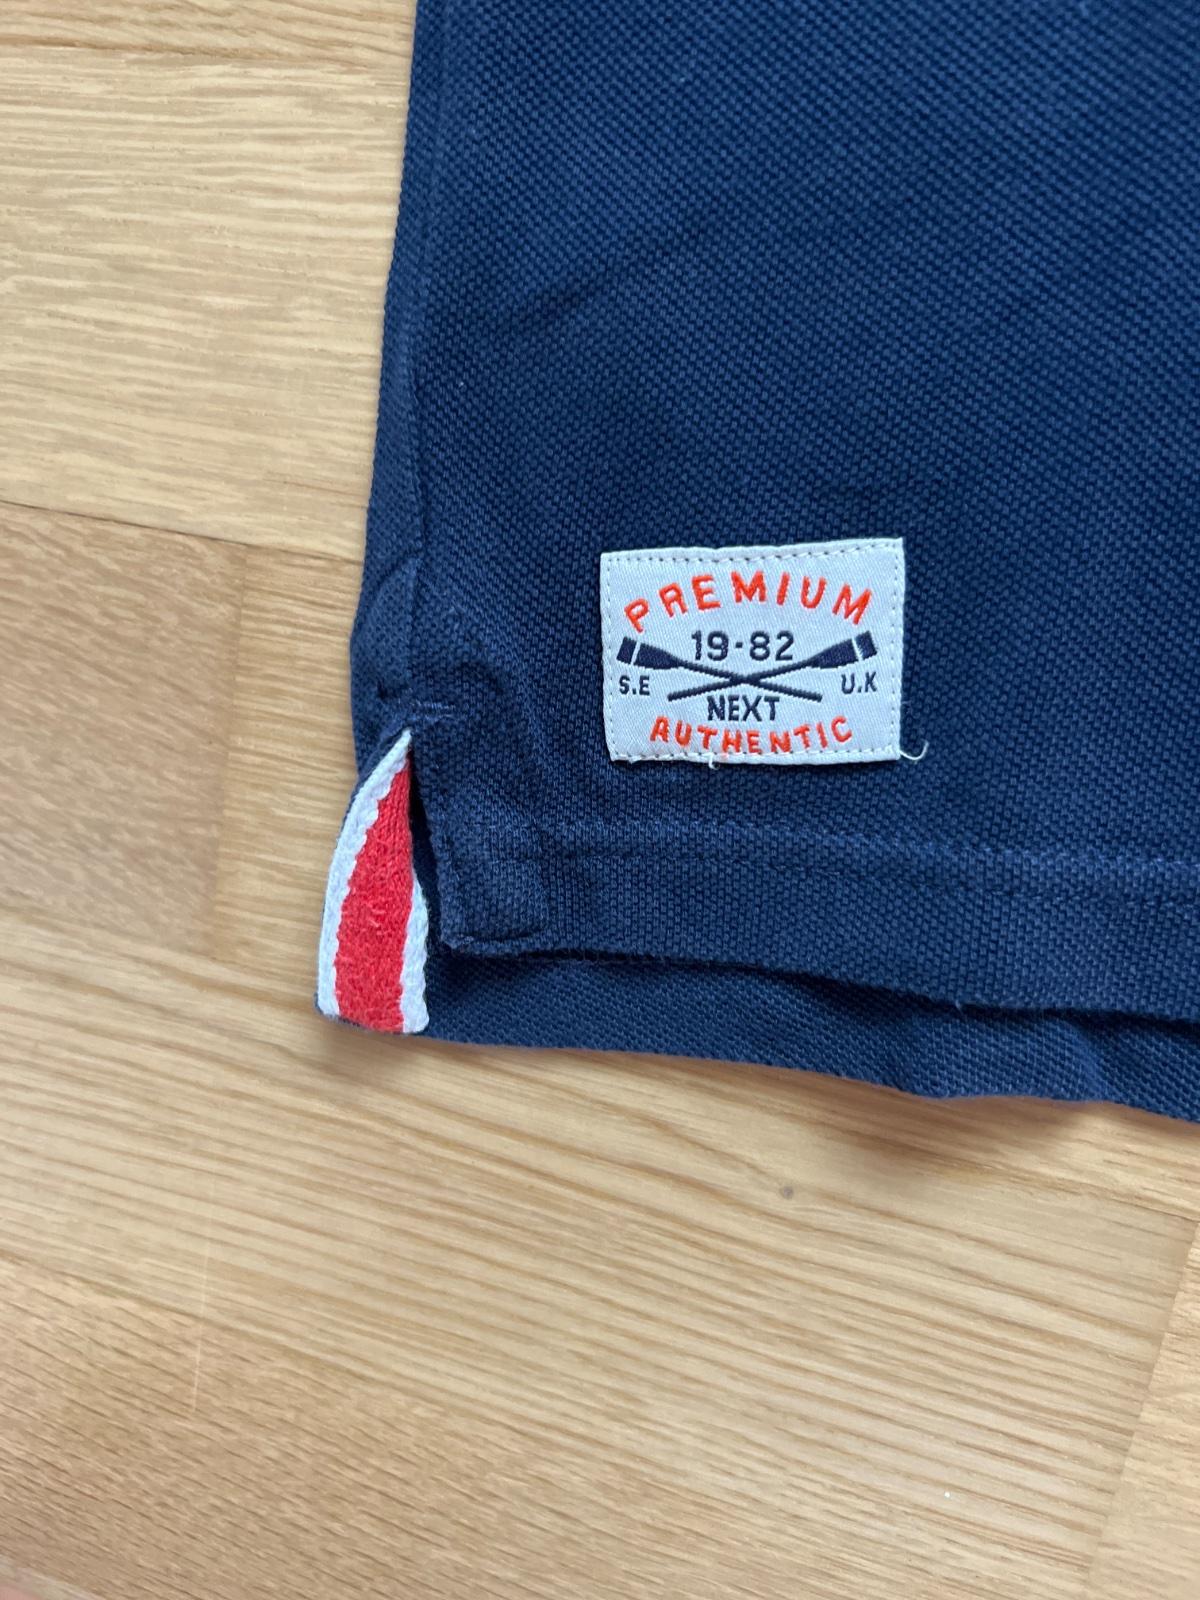 PREMIUM
19-82
S.E U.K
NEXT
AUTHENTIC